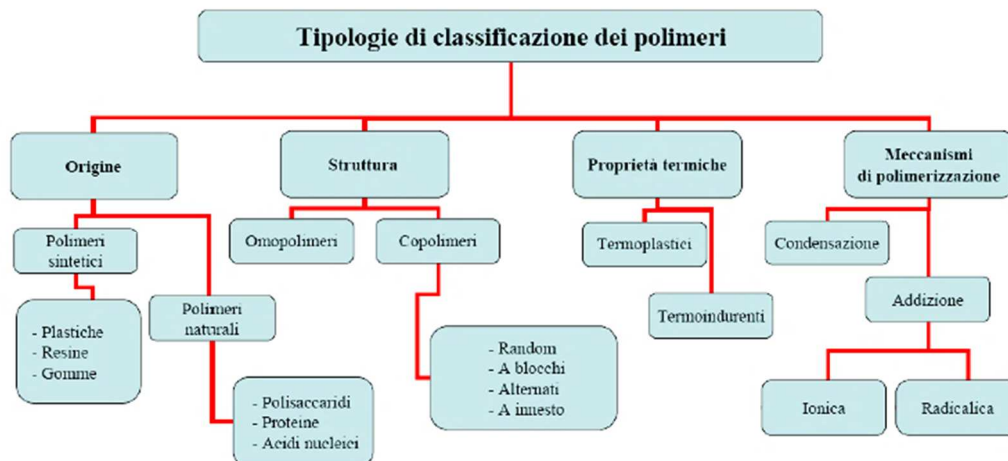 Tipologie di classificazione dei polimeri
Origine
Struttura
Proprietà termiche
Meccanismi
di polimerizzazione
Polimeri
sintetici
Omopolimeri
Copolimeri
Termoplastici
Condensazione
Polimeri
naturali
Termoindurenti
Addizione
- Plastiche
- Resine
- Gomme
- Polisaccaridi
- Proteine
- Acidi nucleici
- Random
- A blocchi
- Alternati
- A innesto
Ionica
Radicalica